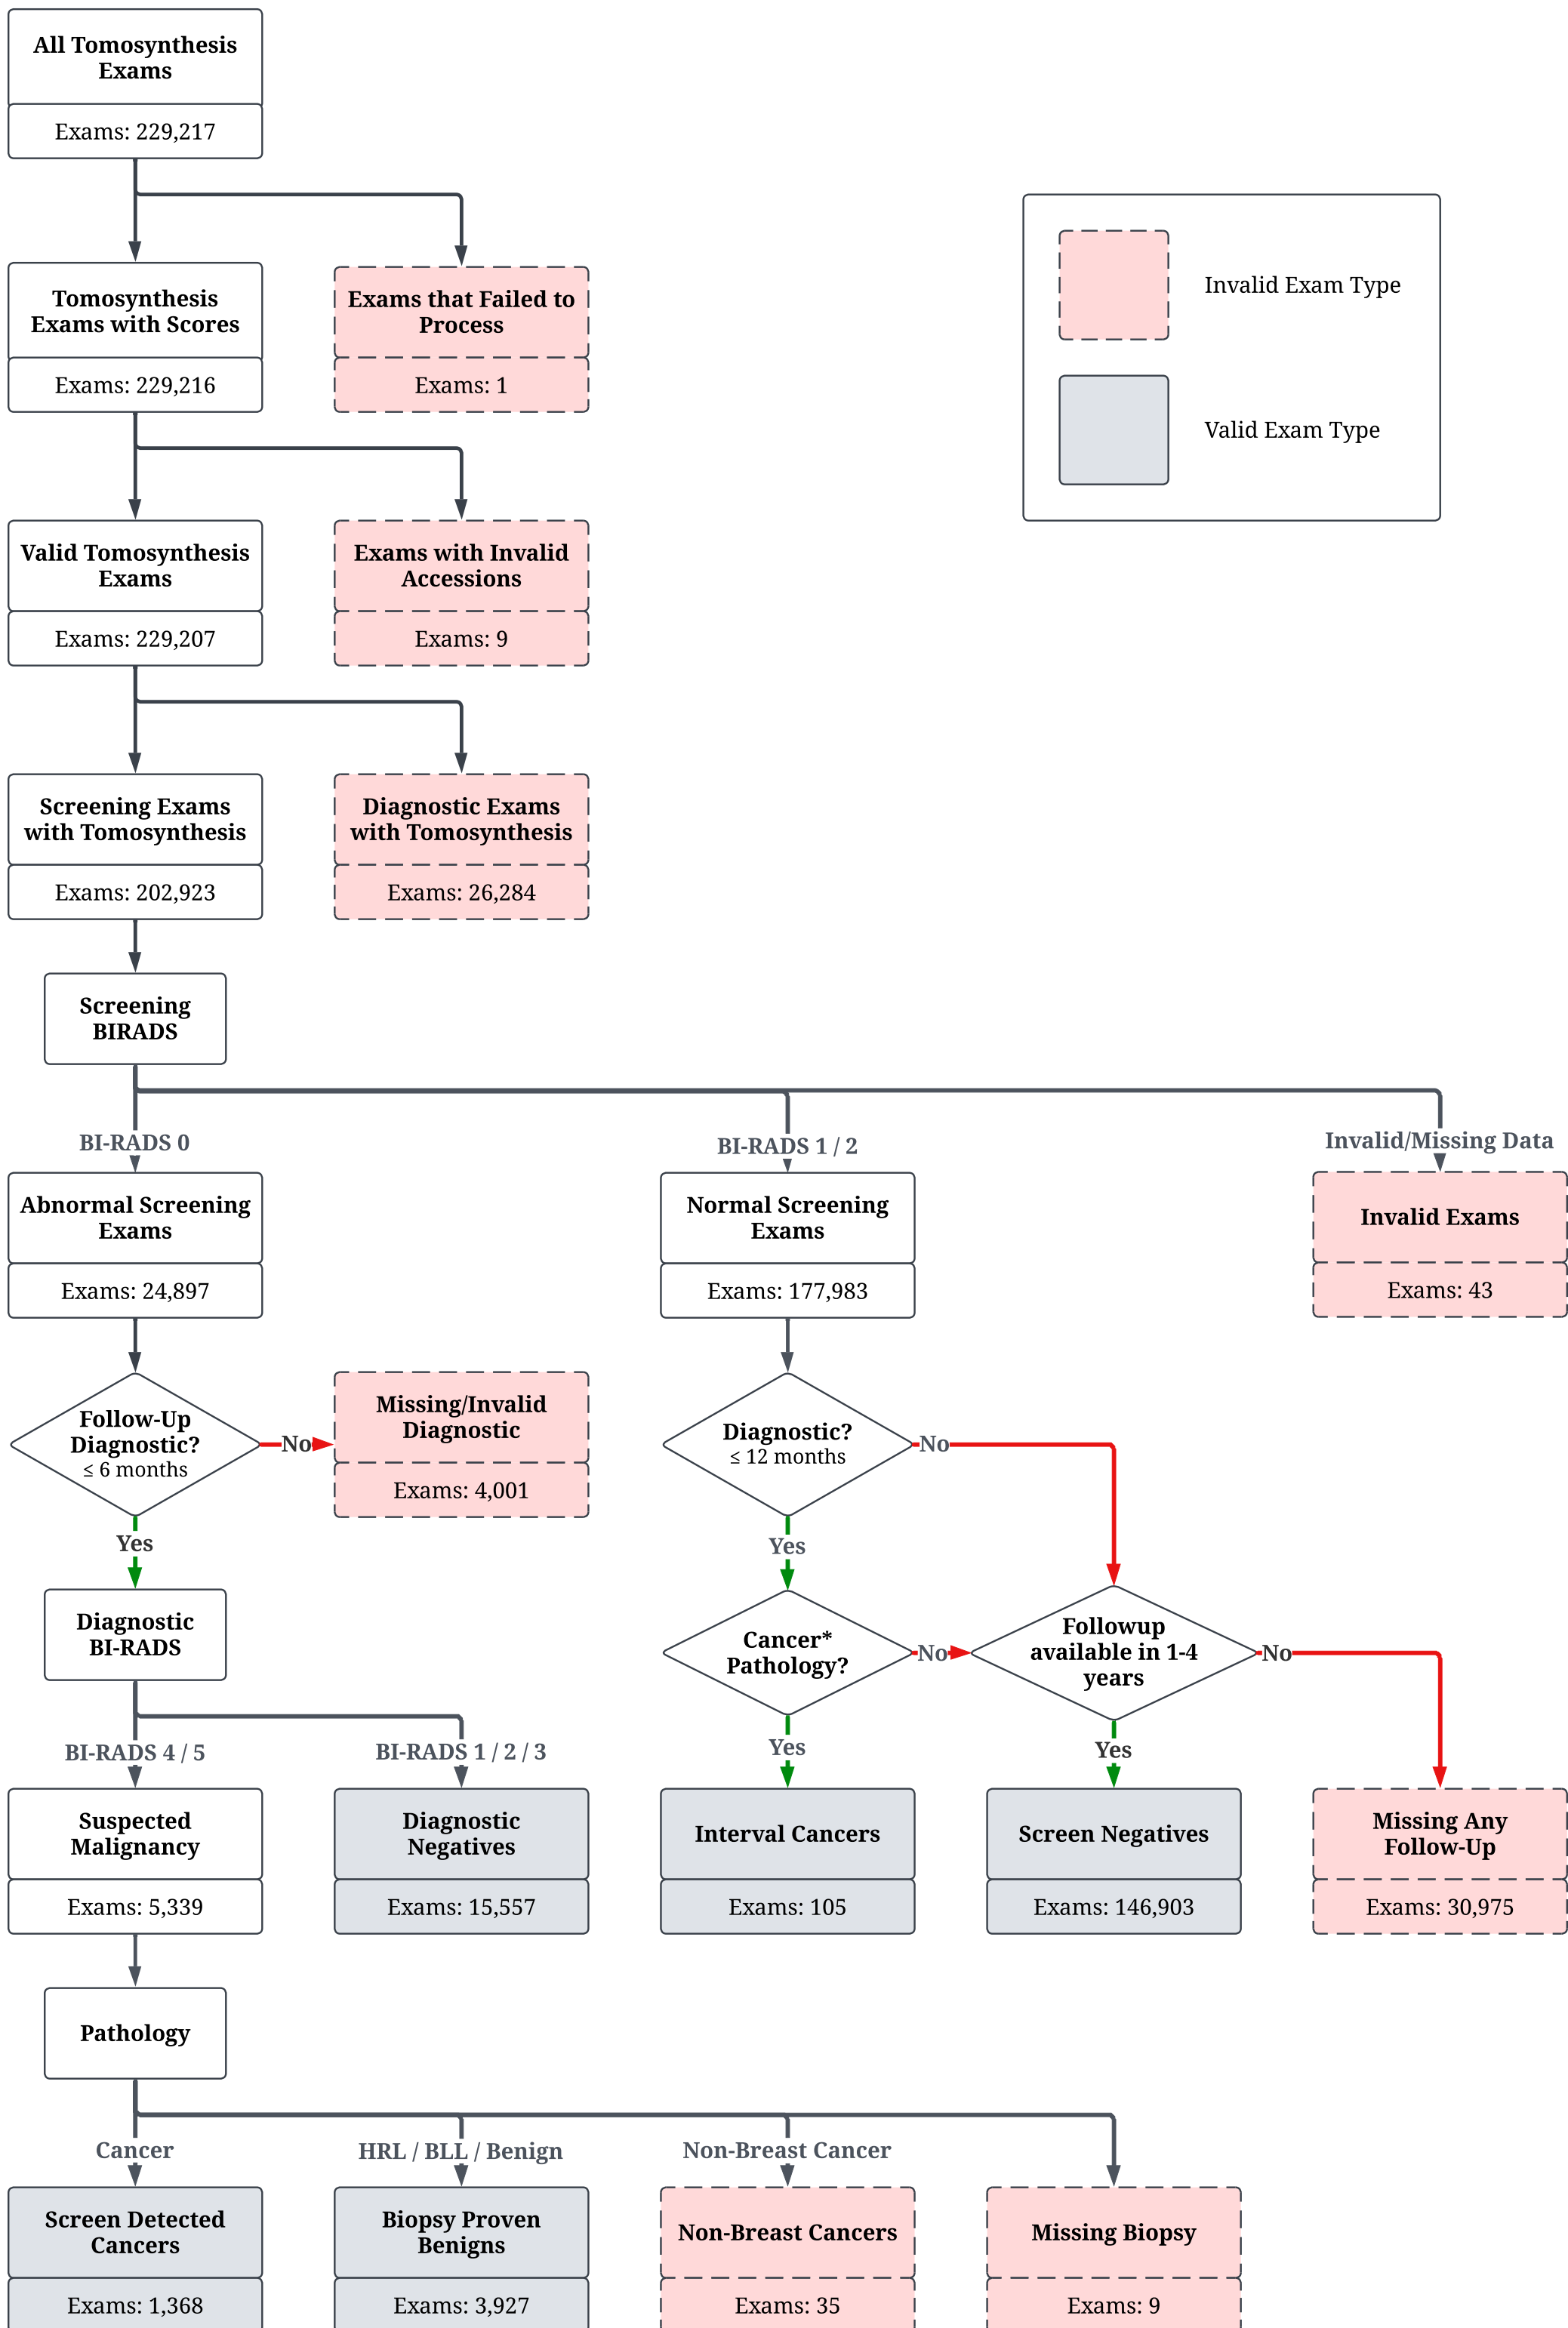 All Tomosynthesis
Exams
Exams: 229,217
Tomosynthesis
Exams with Scores
Exams: 229,216
Exams that Failed to
Process
Exams: 1
Invalid Exam Type
Valid Exam Type
Valid Tomosynthesis
Exams
Exams: 229,207
Exams with Invalid
Accessions
Exams: 9
Screening Exams
with Tomosynthesis
Exams: 202,923
Diagnostic Exams
with Tomosynthesis
Exams: 26,284
Screening
BIRADS
BI-RADS 0
BI-RADS 1 / 2
Invalid/Missing Data
Abnormal Screening
Exams
Exams: 24,897
Normal Screening
Exams
Exams: 177,983
Invalid Exams
Exams: 43
Follow-Up
Diagnostic?
≤ 6 months
No
Missing/Invalid
Diagnostic
Exams: 4,001
Diagnostic?
≤ 12 months
No
Yes
Yes
Diagnostic
BI-RADS
Cancer*
Pathology?
No
Followup
available in 1-4
years
No
BI-RADS 4 / 5
BI-RADS 1 / 2 / 3
Yes
Yes
Suspected
Malignancy
Exams: 5,339
Diagnostic
Negatives
Exams: 15,557
Interval Cancers
Exams: 105
Screen Negatives
Exams: 146,903
Missing Any
Follow-Up
Exams: 30,975
Pathology
Cancer
HRL / BLL / Benign
Non-Breast Cancer
Screen Detected
Cancers
Exams: 1,368
Biopsy Proven
Benigns
Exams: 3,927
Non-Breast Cancers
Exams: 35
Missing Biopsy
Exams: 9